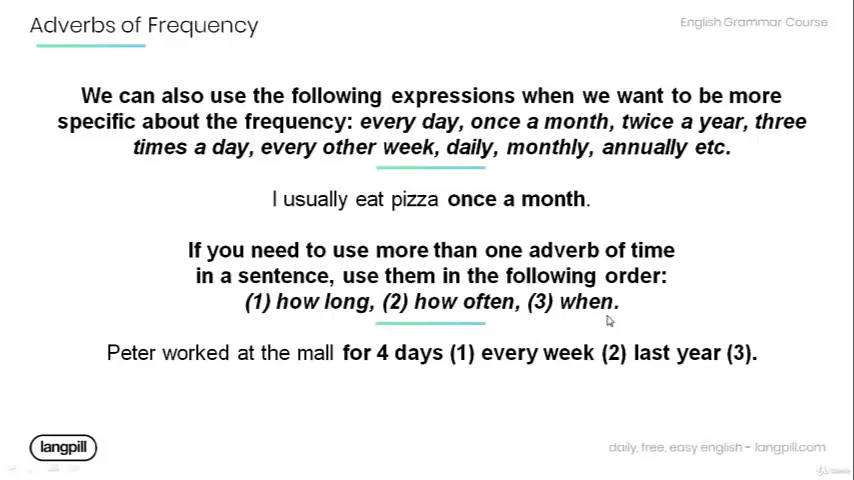 Adverbs of Frequency
English Grammar Course
We can also use the following expressions when we want to be more
specific about the frequency: every day, once a month, twice a year, three
times a day, every other week, daily, monthly, annually etc.
I usually eat pizza once a month.
If you need to use more than one adverb of time
in a sentence, use them in the following order:
(1) how long, (2) how often, (3) when.
Peter worked at the mall for 4 days (1) every week (2) last year (3).
langpill
daily, free, easy english - langpill.com